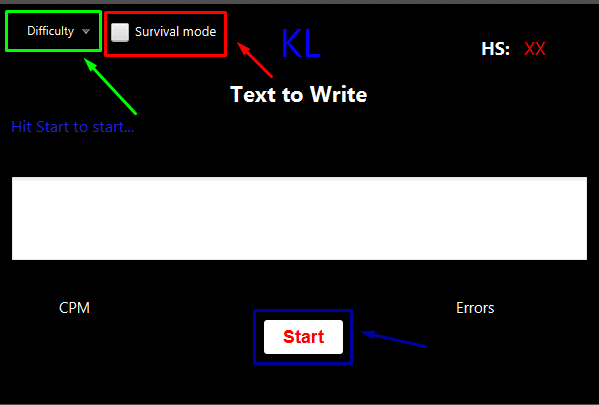 Difficulty
Survival mode
KL
HS: XX
Text to Write
Hit Start to start...
CPM
Errors
Start